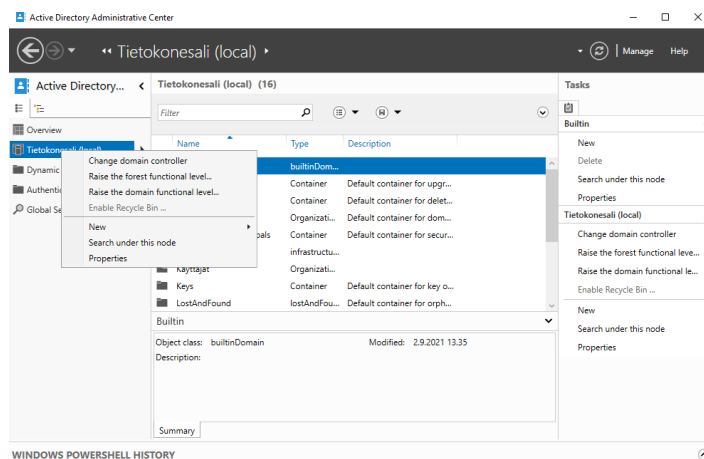 Active Directory Administrative Center
Tietokonesali (local)
Manage
Help
Active Directory...
Overview
Tietokonesali (local)
Dynamic
Authentic
Global Se
Change domain controller
Raise the forest functional level...
Raise the domain functional level...
Enable Recycle Bin ...
New
Search under this node
Properties
Tietokonesali (local) (16)
Filter
Name Type Description
builtinDom...
Container Default container for upgr...
Container Default container for delet...
Organizati... Default container for dom...
pals Container Default container for secur...
infrastructu...
Käyttäjät Organizati...
Keys Container Default container for key o...
LostAndFound lostAndFou... Default container for orph...
Builtin
Object class: builtinDomain Modified: 2.9.2021 13.35
Description:
Summary
Tasks
Builtin
New
Delete
Search under this node
Properties
Tietokonesali (local)
Change domain controller
Raise the forest functional leve...
Raise the domain functional le...
Enable Recycle Bin ...
New
Search under this node
Properties
WINDOWS POWERSHELL HISTORY